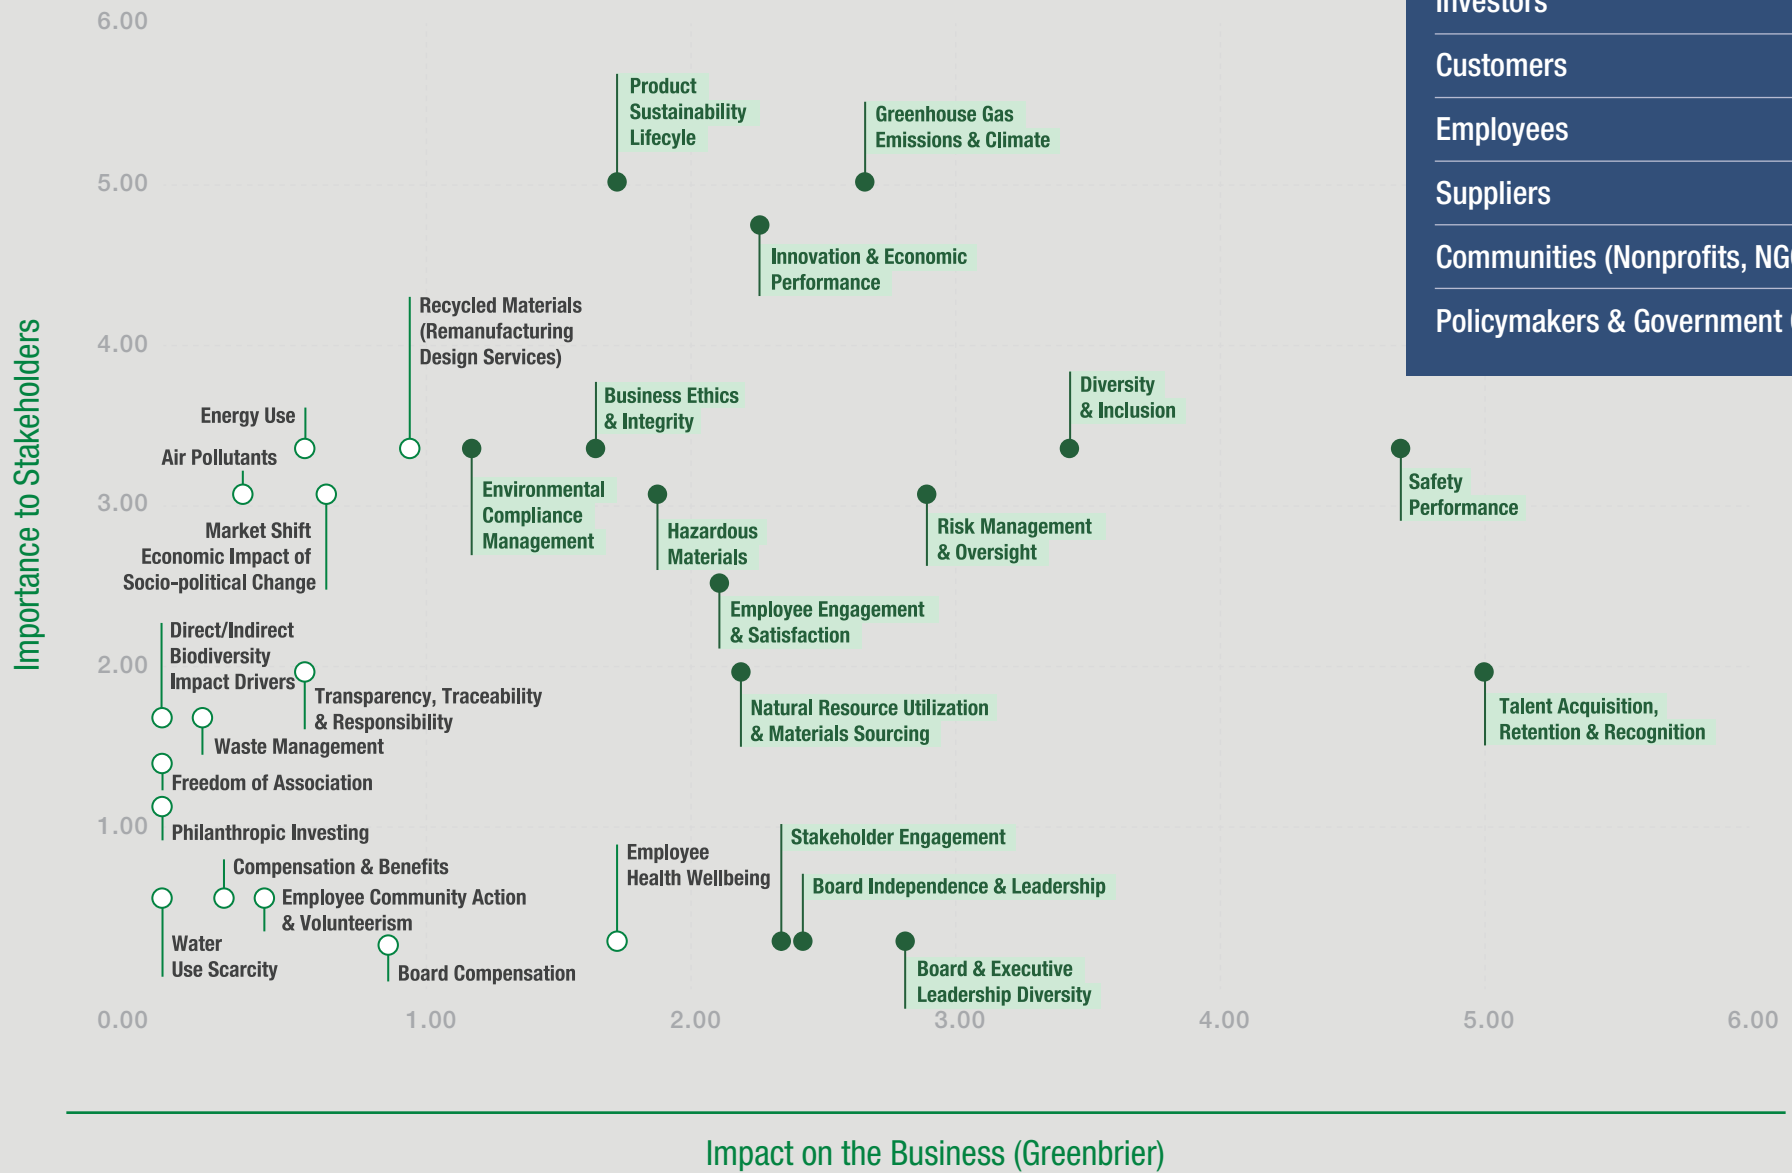 6.00
Investors
Customers
Employees
Suppliers
Communities (Nonprofits,
Policymakers & Government
Product
Sustainability
Lifecyle
Greenhouse Gas
Emissions & Climate
5.00
Innovation & Economic
Performance
Recycled Materials
(Remanufacturing
Design Services)
4.00
Importance to Stakeholders
Diversity
& Inclusion
Business Ethics
& Integrity
Energy Use
Air Pollutants
Environmental
Compliance
Management
Safety
Performance
3.00
Market Shift
Economic Impact of
Socio-political Change
Hazardous
Materials
Risk Management
& Oversight
Employee Engagement
& Satisfaction
Direct/Indirect
Biodiversity
Impact Drivers
2.00
Transparency, Traceability
& Responsibility
Natural Resource Utilization
& Materials Sourcing
Talent Acquisition,
Retention & Recognition
Waste Management
Freedom of Association
1.00
Philanthropic Investing
Stakeholder Engagement
Employee
Health Wellbeing
Compensation & Benefits
Board Independence & Leadership
Employee Community Action
& Volunteerism
Water
Use Scarcity
Board Compensation
Board & Executive
Leadership Diversity
0.00
1.00
2.00
3.00
4.00
5.00
6.00
Impact on the Business (Greenbrier)